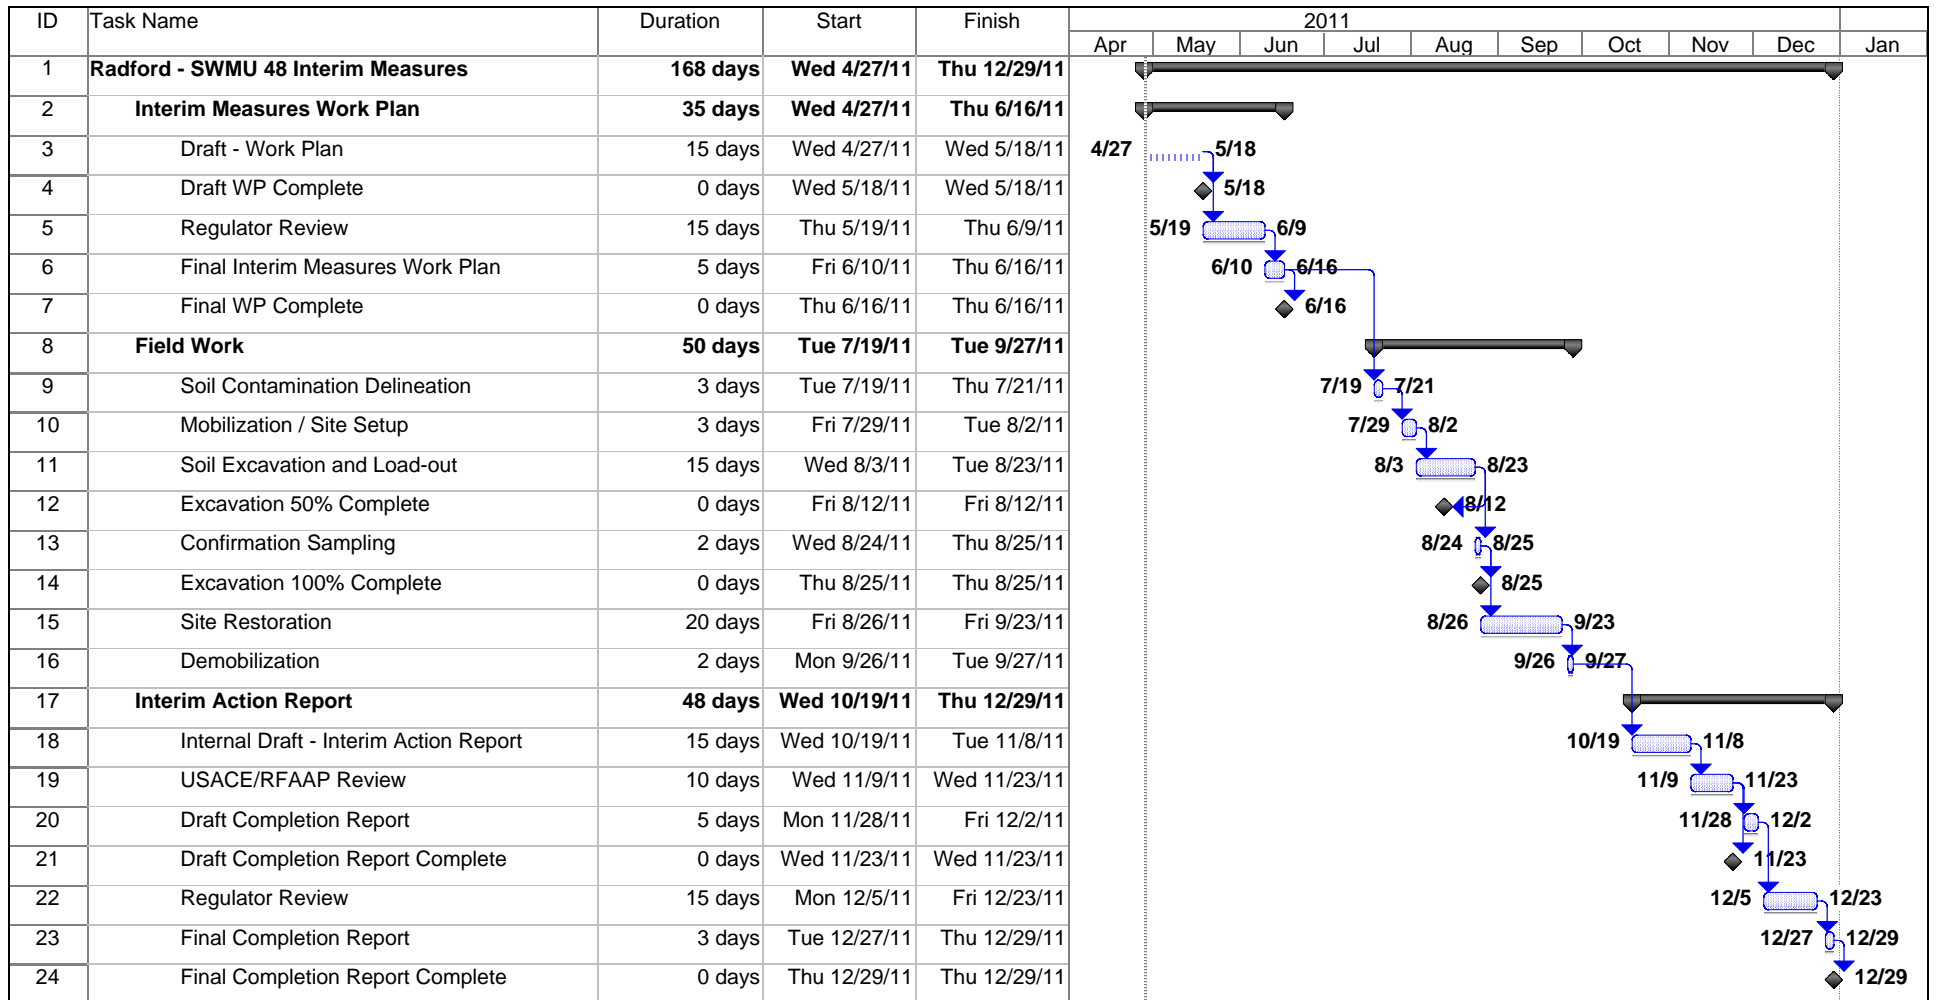 ID Task Name Duration Start Finish 2011
Apr May Jun Jul Aug Sep Oct Nov Dec Jan
1 Radford - SWMU 48 Interim Measures 168 days Wed 4/27/11 Thu 12/29/11
2 Interim Measures Work Plan 35 days Wed 4/27/11 Thu 6/16/11
3 Draft - Work Plan 15 days Wed 4/27/11 Wed 5/18/11 4/27 5/18
4 Draft WP Complete 0 days Wed 5/18/11 Wed 5/18/11 5/18
5 Regulator Review 15 days Thu 5/19/11 Thu 6/9/11 5/19 6/9
6 Final Interim Measures Work Plan 5 days Fri 6/10/11 Thu 6/16/11 6/10 6/16
7 Final WP Complete 0 days Thu 6/16/11 Thu 6/16/11 6/16
8 Field Work 50 days Tue 7/19/11 Tue 9/27/11
9 Soil Contamination Delineation 3 days Tue 7/19/11 Thu 7/21/11 7/19 7/21
10 Mobilization / Site Setup 3 days Fri 7/29/11 Tue 8/2/11 7/29 8/2
11 Soil Excavation and Load-out 15 days Wed 8/3/11 Tue 8/23/11 8/3 8/23
12 Excavation 50% Complete 0 days Fri 8/12/11 Fri 8/12/11 8/12
13 Confirmation Sampling 2 days Wed 8/24/11 Thu 8/25/11 8/24 8/25
14 Excavation 100% Complete 0 days Thu 8/25/11 Thu 8/25/11 8/25
15 Site Restoration 20 days Fri 8/26/11 Fri 9/23/11 8/26 9/23
16 Demobilization 2 days Mon 9/26/11 Tue 9/27/11 9/26 9/27
17 Interim Action Report 48 days Wed 10/19/11 Thu 12/29/11
18 Internal Draft - Interim Action Report 15 days Wed 10/19/11 Tue 11/8/11 10/19 11/8
19 USACE/RFAAP Review 10 days Wed 11/9/11 Wed 11/23/11 11/9 11/23
20 Draft Completion Report 5 days Mon 11/28/11 Fri 12/2/11 11/28 12/2
21 Draft Completion Report Complete 0 days Wed 11/23/11 Wed 11/23/11 11/23
22 Regulator Review 15 days Mon 12/5/11 Fri 12/23/11 12/5 12/23
23 Final Completion Report 3 days Tue 12/27/11 Thu 12/29/11 12/27 12/29
24 Final Completion Report Complete 0 days Thu 12/29/11 Thu 12/29/11 12/29